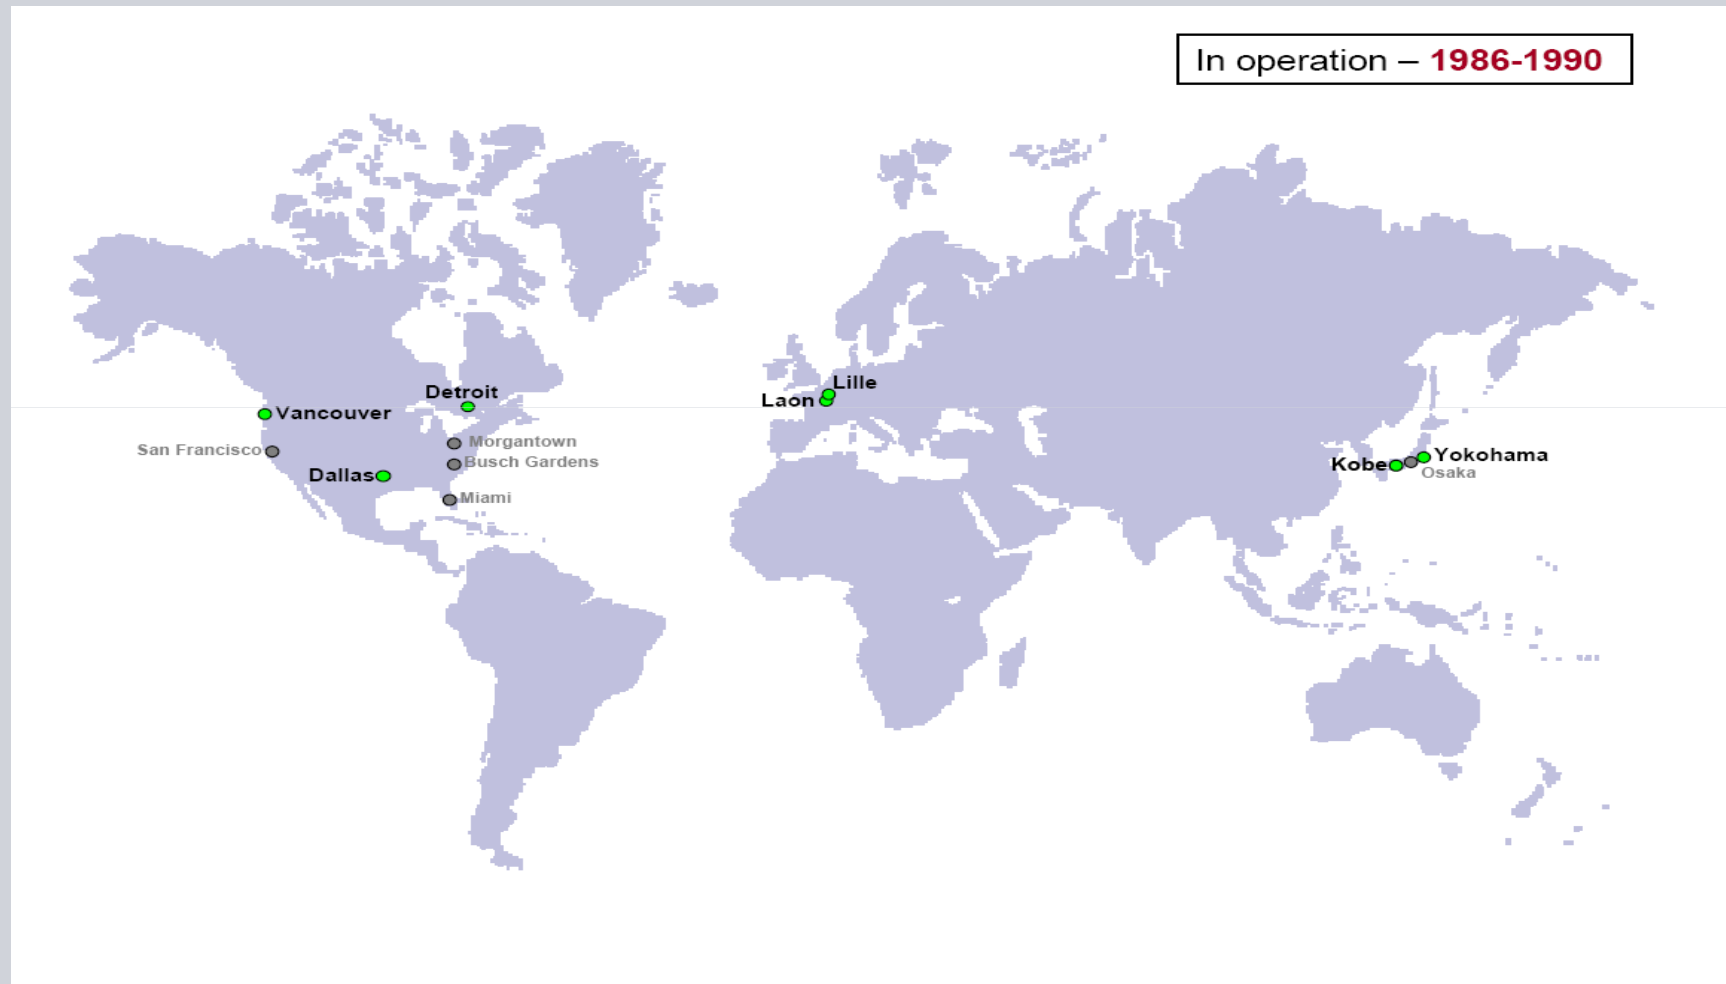 In operation – 1986-1990
Lille
Detroit
Laon
Vancouver
Morgantown
San Francisco
Yokohama
Busch Gardens
Kobe
Osaka
Dallas
Miami